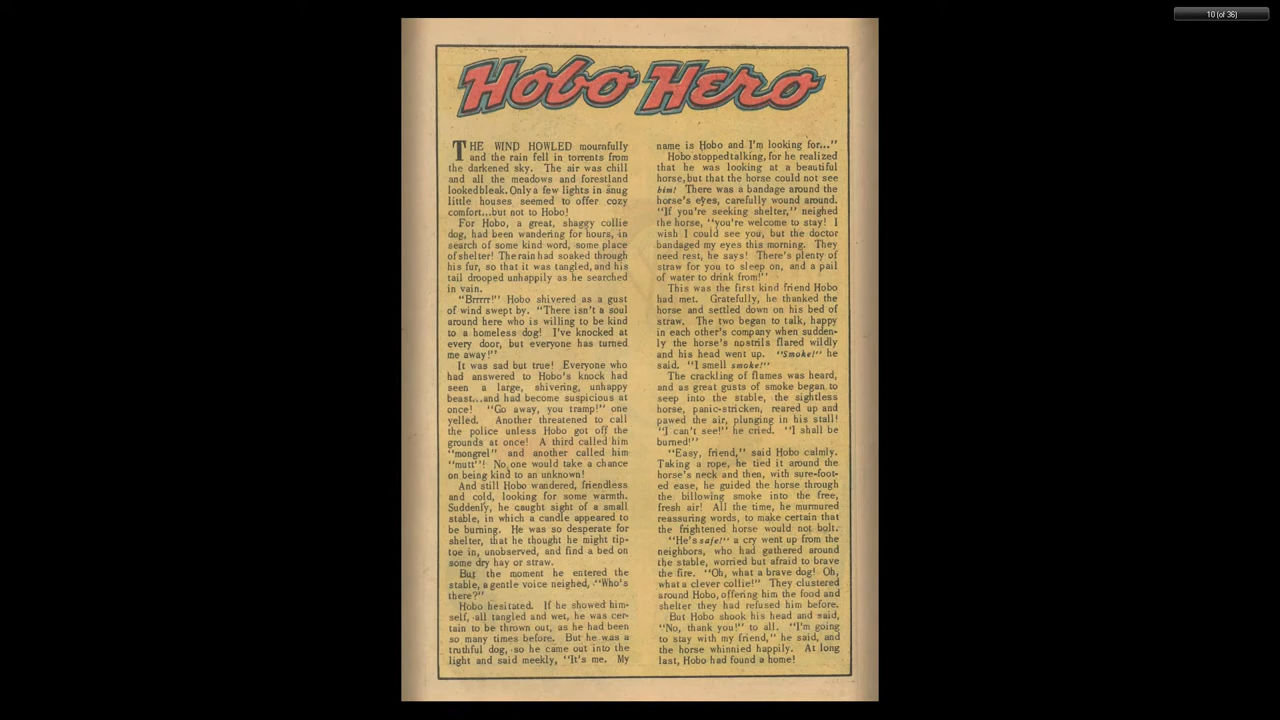 10 (of 36)
Hobo Hero
THE WIND HOWLED mournfully
and the rain fell in torrents from
the darkened sky. The air was chill
and all the meadows and forestland
looked bleak. Only a few lights in snug
little houses seemed to offer cozy
comfort...but not to Hobo!
For Hobo, a great, shaggy collie
dog, had been wandering for hours, in
search of some kind word, some place
of shelter! The rain had soaked through
his fur, so that it was tangled, and his
tail drooped unhappily as he searched
in vain.
"Brrrrr!" Hobo shivered as a gust
of wind swept by. "There isn't a soul
around here who is willing to be kind
to a homeless dog! I've knocked at
every door, but everyone has turned
me away!"
It was sad but true! Everyone who
had answered to Hobo's knock had
seen a large, shivering, unhappy
beast...and had become suspicious at
once! "Go away, you tramp!" one
yelled. Another threatened to call
the police unless Hobo got off the
grounds at once! A third called him
"mongrel" and another called him
"mutt"! No one would take a chance
on being kind to an unknown!
And still Hobo wandered, friendless
and cold, looking for some warmth.
Suddenly, he caught sight of a small
stable, in which a candle appeared to
be burning. He was so desperate for
shelter, that he thought he might tip-
toe in, unobserved, and find a bed on
some dry hay or straw.
But the moment he entered the
stable, a gentle voice neighed, "Who's
there?"
Hobo hesitated. If he showed him-
self, all tangled and wet, he was cer-
tain to be thrown out, as he had been
so many times before. But he was a
truthful dog, so he came out into the
light and said meekly, "It's me. My
name is Hobo and I'm looking for..."
Hobo stopped talking, for he realized
that he was looking at a beautiful
horse, but that the horse could not see
him! There was a bandage around the
horse's eyes, carefully wound around.
"If you're seeking shelter," neighed
the horse, "you're welcome to stay! I
wish I could see you, but the doctor
bandaged my eyes this morning. They
need rest, he says! There's plenty of
straw for you to sleep on, and a pail
of water to drink from!"
This was the first kind friend Hobo
had met. Gratefully, he thanked the
horse and settled down on his bed of
straw. The two began to talk, happy
in each other's company when sudden-
ly the horse's nostrils flared wildly
and his head went up. "Smoke!" he
said. "I smell smoke!"
The crackling of flames was heard,
and as great gusts of smoke began to
seep into the stable, the sightless
horse, panic-stricken, reared up and
pawed the air, plunging in his stall!
"I can't see!" he cried. "I shall be
burned!"
"Easy, friend," said Hobo calmly.
Taking a rope, he tied it around the
horse's neck and then, with sure-foot-
ed ease, he guided the horse through
the billowing smoke into the free,
fresh air! All the time, he murmured
reassuring words, to make certain that
the frightened horse would not bolt.
"He's safe!" a cry went up from the
neighbors, who had gathered around
the stable, worried but afraid to brave
the fire. "Oh, what a brave dog! Oh,
what a clever collie!" They clustered
around Hobo, offering him the food and
shelter they had refused him before.
But Hobo shook his head and said,
"No, thank you!" to all. "I'm going
to stay with my friend," he said, and
the horse whinnied happily. At long
last, Hobo had found a home!